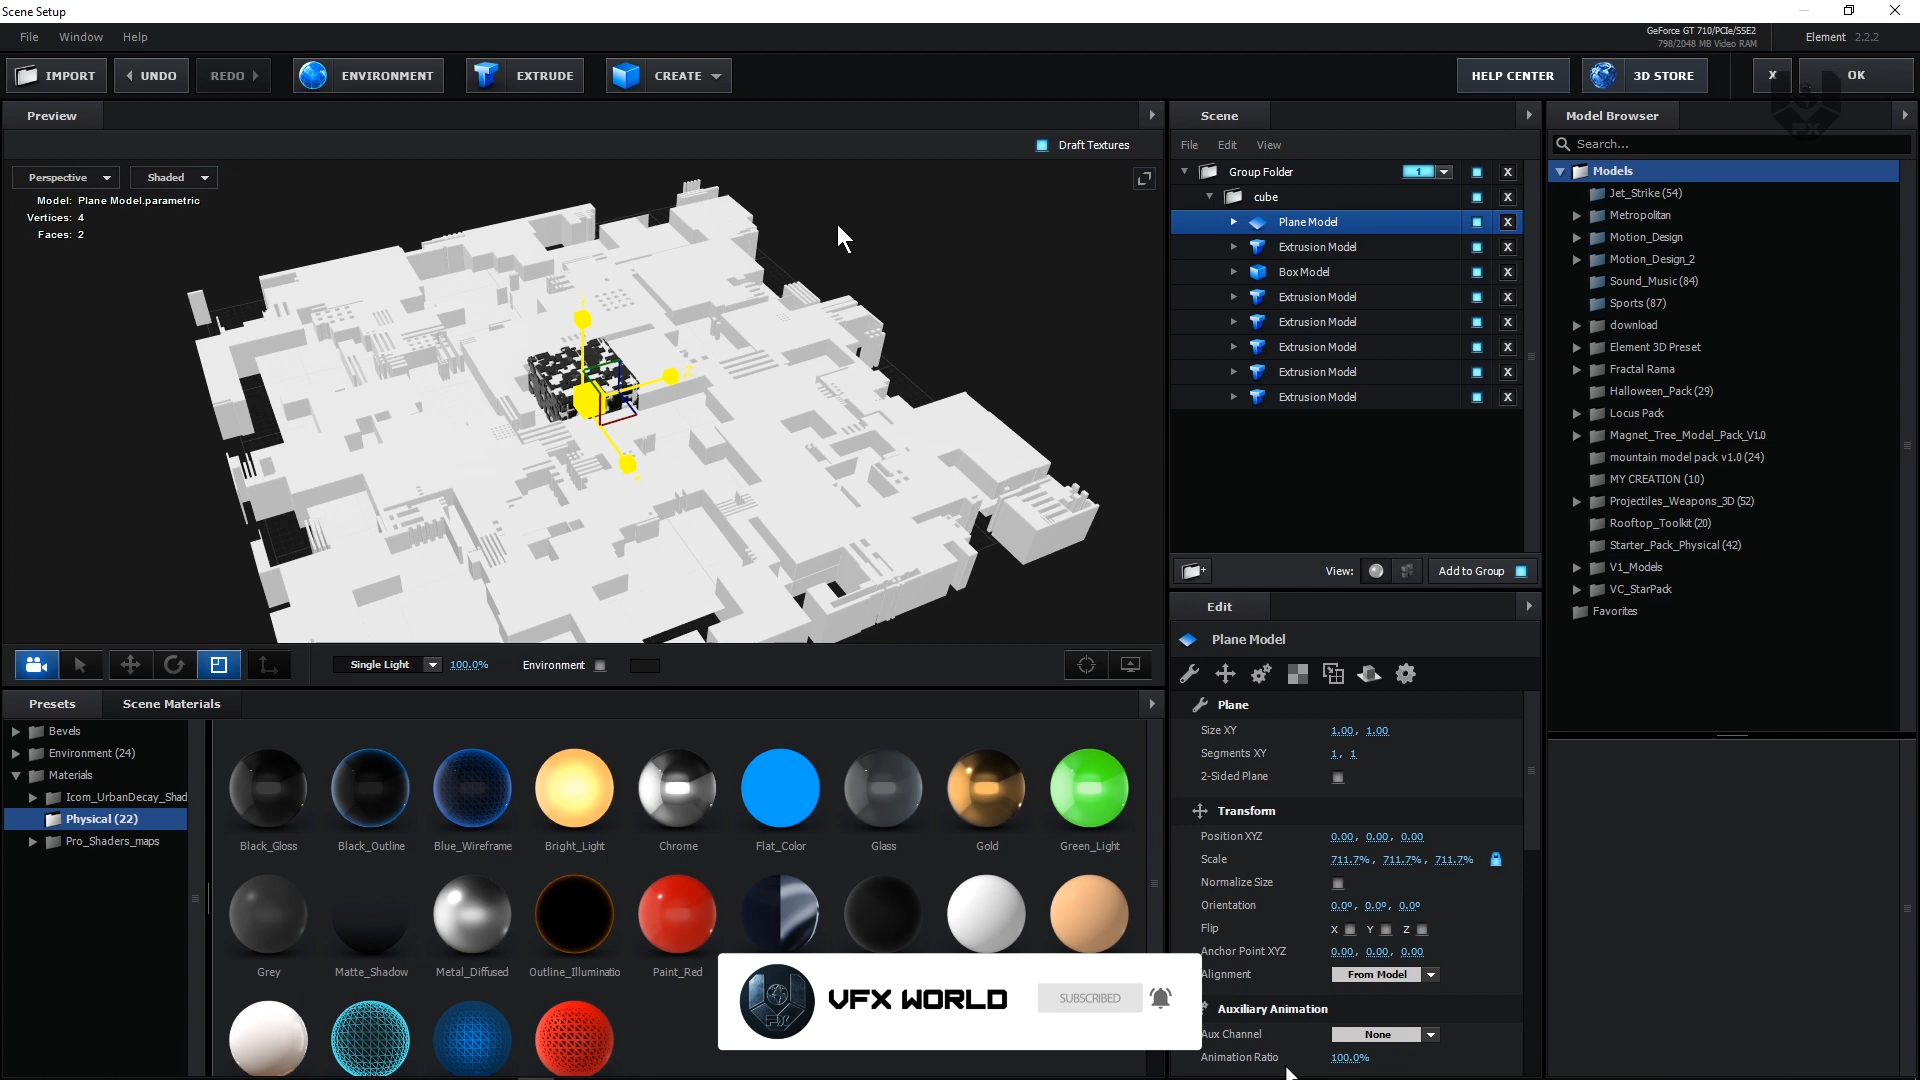 Scene Setup
File Window Help
GeForce GT 710/PCIe/SSE2
798/2048 MB Video RAM
Element 2.2.2
IMPORT UNDO REDO ENVIRONMENT EXTRUDE CREATE HELP CENTER 3D STORE X OK
Preview
Draft Textures
Perspective Shaded
Model: Plane Model.parametric
Vertices: 4
Faces: 2
Single Light 100.0% Environment
Scene
File Edit View
Group Folder 1 X
cube X
Plane Model X
Extrusion Model X
Box Model X
Extrusion Model X
Extrusion Model X
Extrusion Model X
Extrusion Model X
Extrusion Model X
View: Add to Group
Model Browser
Search...
Models
Jet_Strike (54)
Metropolitan
Motion_Design
Motion_Design_2
Sound_Music (84)
Sports (87)
download
Element 3D Preset
Fractal Rama
Halloween_Pack (29)
Locus Pack
Magnet_Tree_Model_Pack_V1.0
mountain model pack v1.0 (24)
MY CREATION (10)
Projectiles_Weapons_3D (52)
Rooftop_Toolkit (20)
Starter_Pack_Physical (42)
V1_Models
VC_StarPack
Favorites
Presets Scene Materials
Bevels
Environment (24)
Materials
Icom_UrbanDecay_Shad
Physical (22)
Pro_Shaders_maps
Black_Gloss Black_Outline Blue_Wireframe Bright_Light Chrome Flat_Color Glass Gold Green_Light
Grey Matte_Shadow Metal_Diffused Outline_Illuminatio Paint_Red
VFX WORLD SUBSCRIBED
Edit
Plane Model
Plane
Size XY 1.00, 1.00
Segments XY 1, 1
2-Sided Plane
Transform
Position XYZ 0.00, 0.00, 0.00
Scale 711.7%, 711.7%, 711.7%
Normalize Size
Orientation 0.0°, 0.0°, 0.0°
Flip X Y Z
Anchor Point XYZ 0.00, 0.00, 0.00
Alignment From Model
Auxiliary Animation
Aux Channel None
Animation Ratio 100.0%